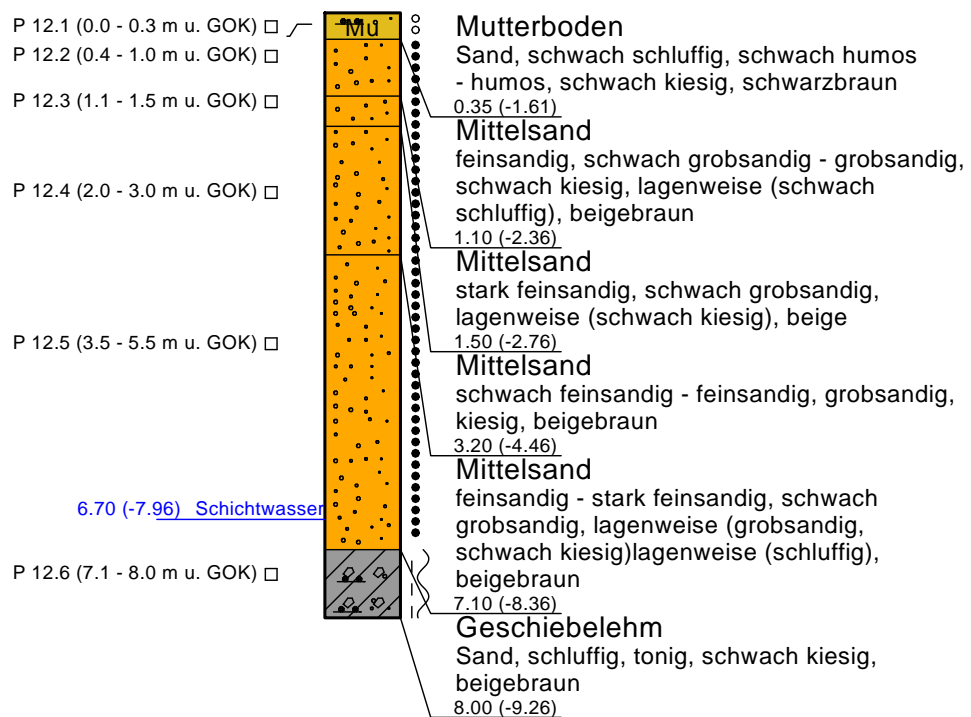 P 12.1 (0.0 - 0.3 m u. GOK)
P 12.2 (0.4 - 1.0 m u. GOK)
P 12.3 (1.1 - 1.5 m u. GOK)
P 12.4 (2.0 - 3.0 m u. GOK)
P 12.5 (3.5 - 5.5 m u. GOK)
6.70 (-7.96) Schichtwasser
P 12.6 (7.1 - 8.0 m u. GOK)
Mu
Mutterboden
Sand, schwach schluffig, schwach humos
- humos, schwach kiesig, schwarzbraun
0.35 (-1.61)
Mittelsand
feinsandig, schwach grobsandig - grobsandig,
schwach kiesig, lagenweise (schwach
schluffig), beigebraun
1.10 (-2.36)
Mittelsand
stark feinsandig, schwach grobsandig,
lagenweise (schwach kiesig), beige
1.50 (-2.76)
Mittelsand
schwach feinsandig - feinsandig, grobsandig,
kiesig, beigebraun
3.20 (-4.46)
Mittelsand
feinsandig - stark feinsandig, schwach
grobsandig, lagenweise (grobsandig,
schwach kiesig)lagenweise (schluffig),
beigebraun
7.10 (-8.36)
Geschiebelehm
Sand, schluffig, tonig, schwach kiesig,
beigebraun
8.00 (-9.26)